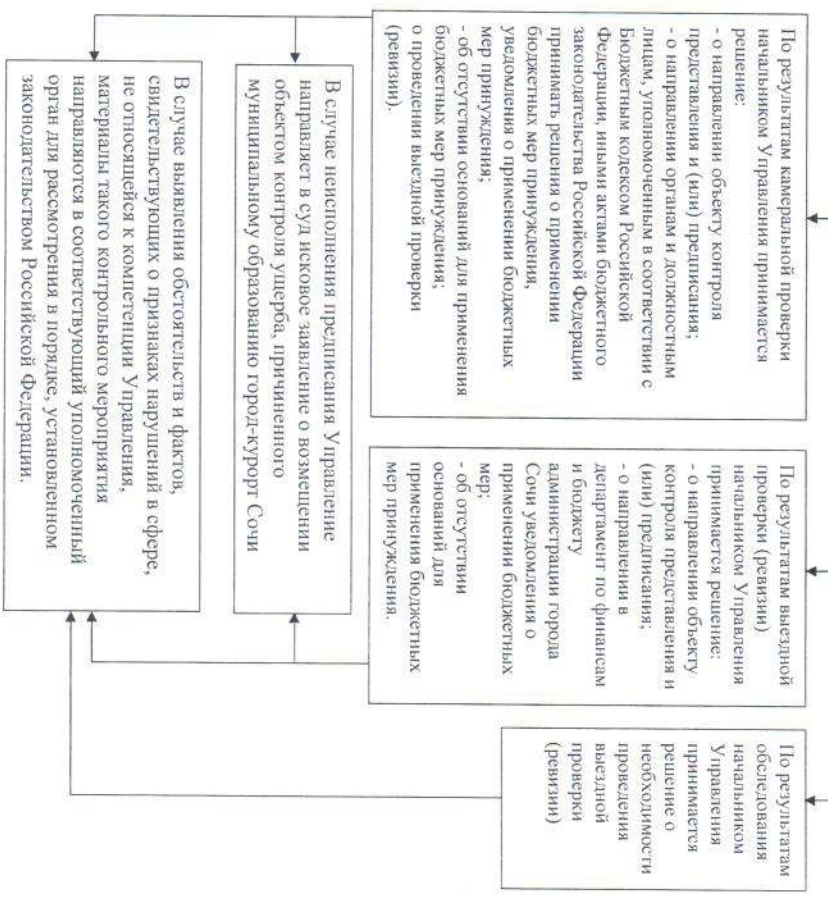 По результатам камеральной проверки
начальником Управления принимается
решение:
- о направлении объекту контроля
представления и (или) предписания;
- о направлении органам и должностным
лицам, уполномоченным в соответствии с
Бюджетным кодексом Российской
Федерации, иными актами бюджетного
законодательства Российской Федерации
принимать решения о применении
бюджетных мер принуждения,
уведомления о применении бюджетных
мер принуждения;
- об отсутствии оснований для применения
бюджетных мер принуждения;
о проведении выездной проверки
(ревизии).
По результатам выездной
проверки (ревизии)
начальником Управления
принимается решение:
- о направлении объекту
контроля представления и
(или) предписания;
- о направлении в
департамент по финансам
и бюджету
администрации города
Сочи уведомления о
применении бюджетных
мер;
- об отсутствии
оснований для
применения бюджетных
мер принуждения.
По результатам
обследования
начальником
Управления
принимается
решение о
необходимости
проведения
выездной
проверки
(ревизии)
В случае неисполнения предписания Управление
направляет в суд исковое заявление о возмещении
объектом контроля ущерба, причиненного
муниципальному образованию город-курорт Сочи
В случае выявления обстоятельств и фактов,
свидетельствующих о признаках нарушений в сфере,
не относящейся к компетенции Управления,
материалы такого контрольного мероприятия
направляются в соответствующий уполномоченный
орган для рассмотрения в порядке, установленном
законодательством Российской Федерации.